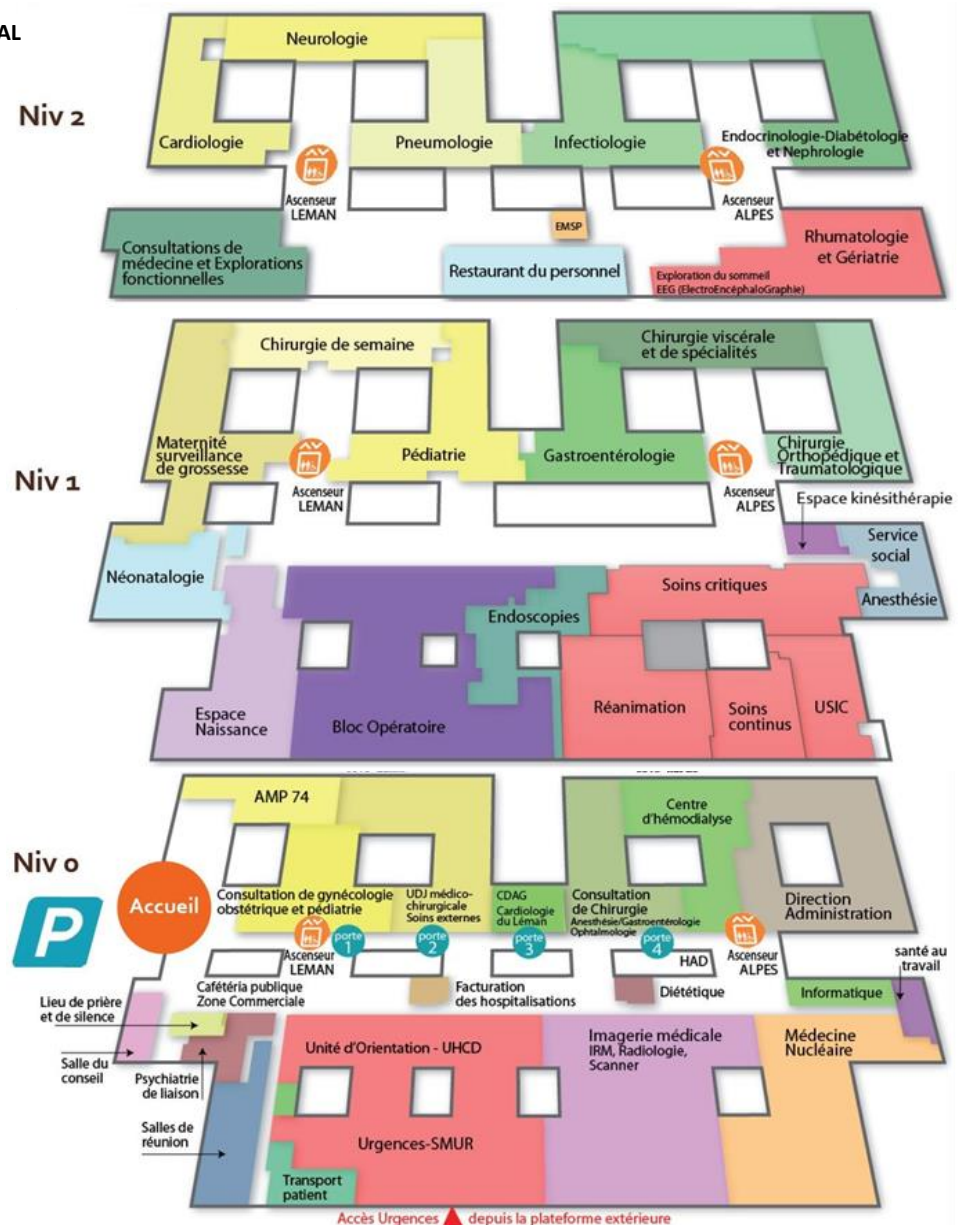 AL
Niv 2
Neurologie
Cardiologie
Pneumologie
Infectiologie
Endocrinologie-Diabétologie
et Nephrologie
Ascenseur
LEMAN
Ascenseur
ALPES
EMSP
Consultations de
médecine et Explorations
fonctionnelles
Restaurant du personnel
Rhumatologie
et Gériatrie
Exploration du sommeil
EEG (ElectroEncéphaloGraphie)
Niv 1
Chirurgie de semaine
Chirurgie viscérale
et de spécialités
Maternité
surveillance
de grossesse
Pédiatrie
Gastroentérologie
Chirurgie
Orthopédique et
Traumatologique
Ascenseur
LEMAN
Ascenseur
ALPES
Espace kinésithérapie
Service
social
Néonatalogie
Anesthésie
Soins critiques
Endoscopies
Espace
Naissance
Bloc Opératoire
Réanimation
Soins
continus
USIC
Niv 0
P
Accueil
AMP 74
Centre
d'hémodialyse
Consultation de gynécologie
obstétrique et pédiatrie
UDJ médico-
chirurgicale
Soins externes
CDAG
Cardiologie
du Léman
Consultation
de Chirurgie
Anesthésie/Gastroentérologie
Ophtalmologie
Direction
Administration
Ascenseur
LEMAN
porte
1
porte
2
porte
3
porte
4
HAD
Ascenseur
ALPES
santé au
travail
Cafétéria publique
Zone Commerciale
Facturation
des hospitalisations
Diététique
Informatique
Lieu de prière
et de silence
Salle du
conseil
Psychiatrie
de liaison
Salles de
réunion
Unité d'Orientation - UHCD
Imagerie médicale
IRM, Radiologie,
Scanner
Médecine
Nucléaire
Urgences-SMUR
Transport
patient
Accès Urgences depuis la plateforme extérieure